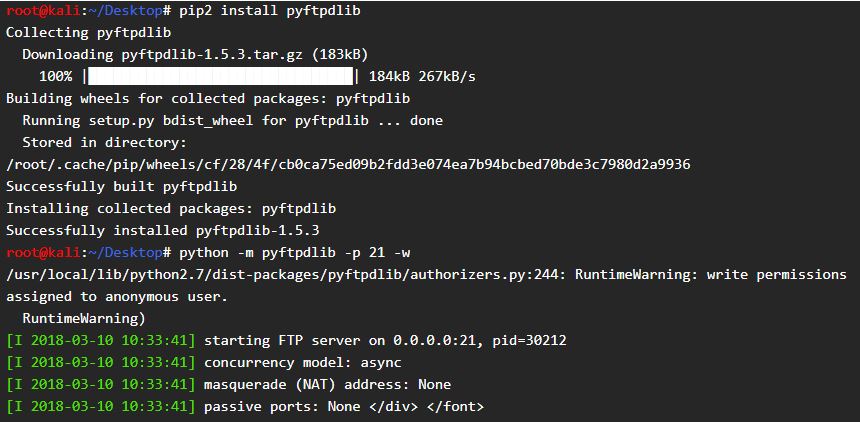 root@kali:~/Desktop# pip2 install pyftpdlib
Collecting pyftpdlib
  Downloading pyftpdlib-1.5.3.tar.gz (183kB)
    100% |████████████████████████████████| 184kB 267kB/s
Building wheels for collected packages: pyftpdlib
  Running setup.py bdist_wheel for pyftpdlib ... done
  Stored in directory:
/root/.cache/pip/wheels/cf/28/4f/cb0ca75ed09b2fdd3e074ea7b94bcbed70bde3c7980d2a9936
Successfully built pyftpdlib
Installing collected packages: pyftpdlib
Successfully installed pyftpdlib-1.5.3
root@kali:~/Desktop# python -m pyftpdlib -p 21 -w
/usr/local/lib/python2.7/dist-packages/pyftpdlib/authorizers.py:244: RuntimeWarning: write permissions
assigned to anonymous user.
  RuntimeWarning)
[I 2018-03-10 10:33:41] starting FTP server on 0.0.0.0:21, pid=30212
[I 2018-03-10 10:33:41] concurrency model: async
[I 2018-03-10 10:33:41] masquerade (NAT) address: None
[I 2018-03-10 10:33:41] passive ports: None </div> </font>